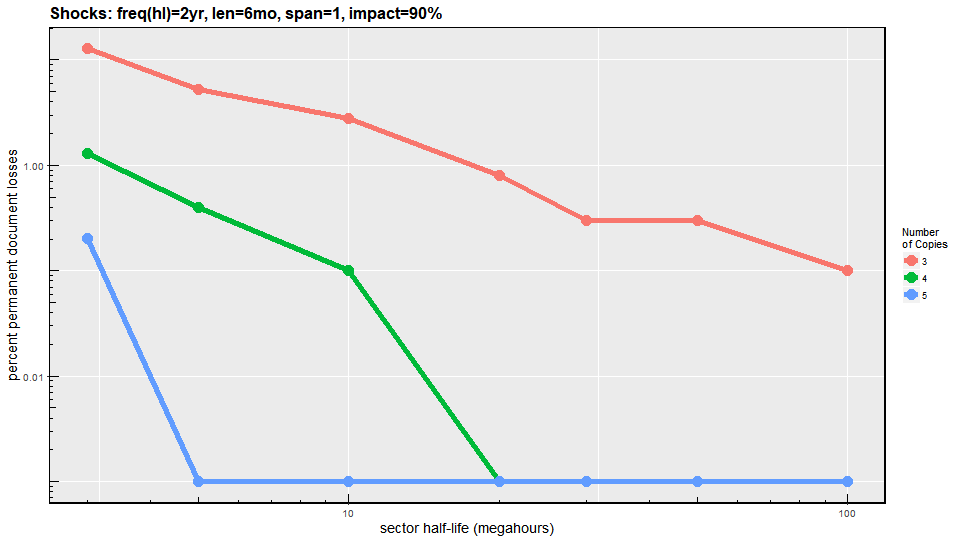 Shocks: freq(hl)=2yr, len=6mo, span=1, impact=90%
percent permanent document losses
1.00
0.01
10
100
sector half-life (megahours)
Number
of Copies
3
4
5